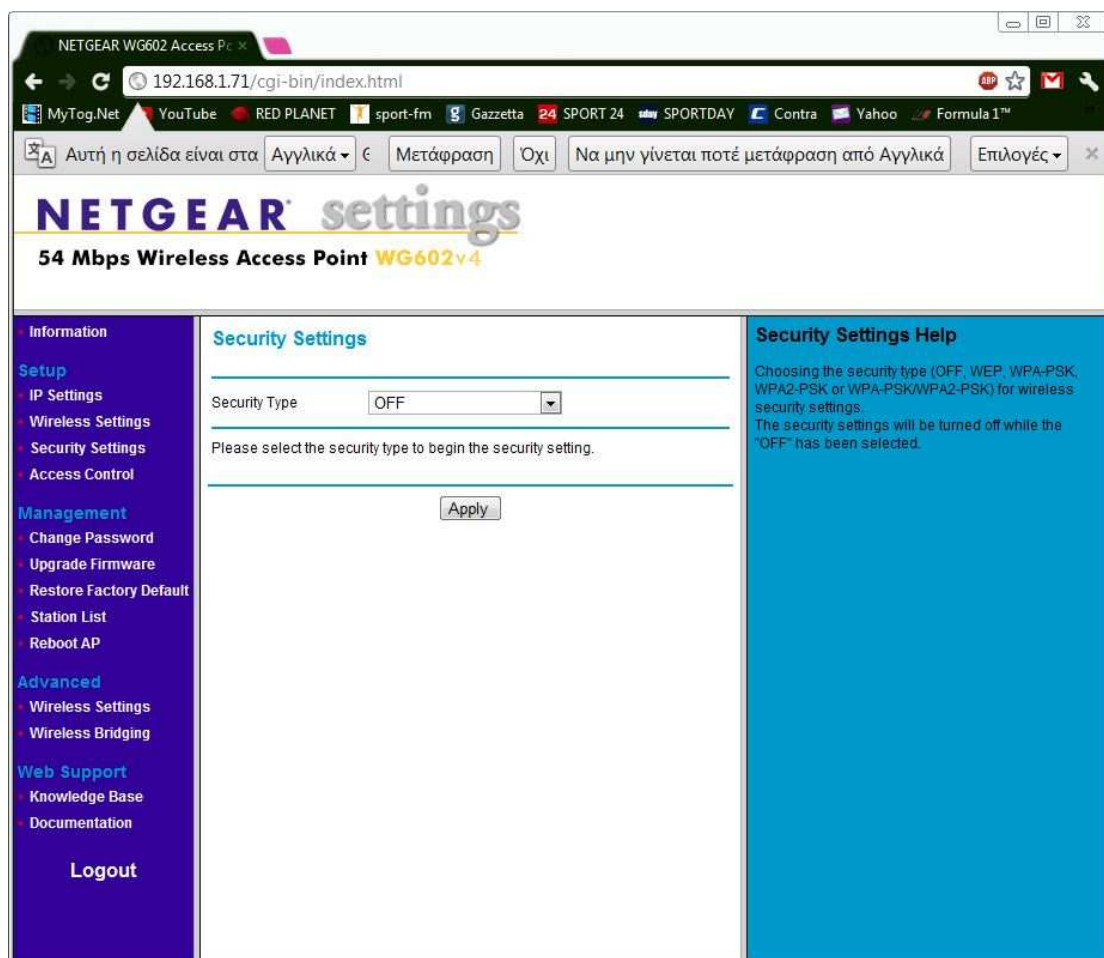 NETGEAR WG602 Access Pc
192.168.1.71/cgi-bin/index.html
ABP
MyTog.Net YouTube RED PLANET sport-fm g Gazzetta 24 SPORT 24 SPORTDAY Contra Yahoo Formula 1™
Αυτή η σελίδα είναι στα Αγγλικά Μετάφραση Όχι Να μην γίνεται ποτέ μετάφραση από Αγγλικά Επιλογές
NETGEAR settings
54 Mbps Wireless Access Point WG602v4
Information
Setup
IP Settings
Wireless Settings
Security Settings
Access Control
Management
Change Password
Upgrade Firmware
Restore Factory Default
Station List
Reboot AP
Advanced
Wireless Settings
Wireless Bridging
Web Support
Knowledge Base
Documentation
Logout
Security Settings
Security Type OFF
Please select the security type to begin the security setting.
Apply
Security Settings Help
Choosing the security type (OFF, WEP, WPA-PSK,
WPA2-PSK or WPA-PSK/WPA2-PSK) for wireless
security settings.
The security settings will be turned off while the
"OFF" has been selected.